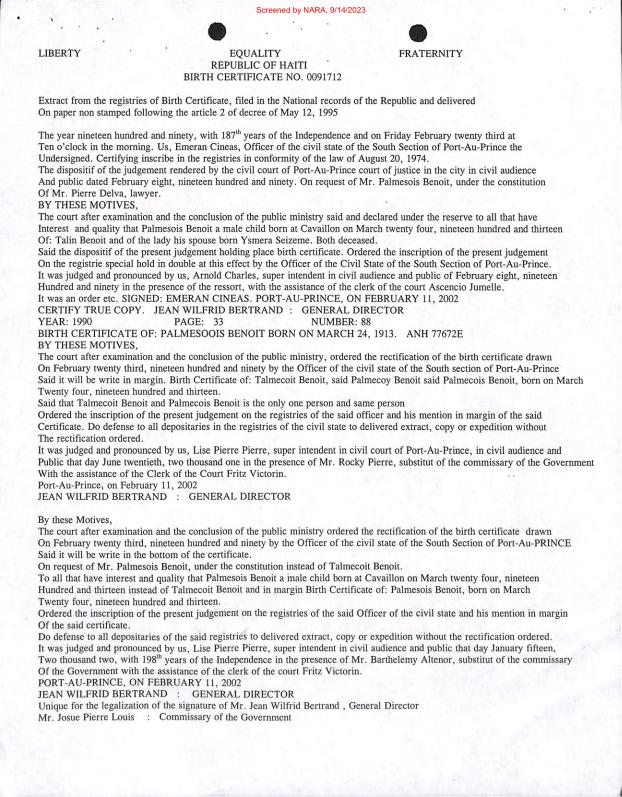 Screened by NARA, 9/14/2023
LIBERTY EQUALITY FRATERNITY
REPUBLIC OF HAITI
BIRTH CERTIFICATE NO. 0091712
Extract from the registries of Birth Certificate, filed in the National records of the Republic and delivered
On paper non stamped following the article 2 of decree of May 12, 1995
The year nineteen hundred and ninety, with 187th years of the Independence and on Friday February twenty third at
Ten o'clock in the morning. Us, Emeran Cineas, Officer of the civil state of the South Section of Port-Au-Prince the
Undersigned. Certifying inscribe in the registries in conformity of the law of August 20, 1974.
The dispositif of the judgement rendered by the civil court of Port-Au-Prince court of justice in the city in civil audience
And public dated February eight, nineteen hundred and ninety. On request of Mr. Palmesois Benoit, under the constitution
Of Mr. Pierre Delva, lawyer.
BY THESE MOTIVES,
The court after examination and the conclusion of the public ministry said and declared under the reserve to all that have
Interest and quality that Palmesois Benoit a male child born at Cavaillon on March twenty four, nineteen hundred and thirteen
Of: Talin Benoit and of the lady his spouse born Ysmera Seizeme. Both deceased.
Said the dispositif of the present judgement holding place birth certificate. Ordered the inscription of the present judgement
On the registrie special hold in double at this effect by the Officer of the Civil State of the South Section of Port-Au-Prince.
It was judged and pronounced by us, Arnold Charles, super intendent in civil audience and public of February eight, nineteen
Hundred and ninety in the presence of the ressort, with the assistance of the clerk of the court Ascencio Jumelle.
It was an order etc. SIGNED: EMERAN CINEAS. PORT-AU-PRINCE, ON FEBRUARY 11, 2002
CERTIFY TRUE COPY. JEAN WILFRID BERTRAND : GENERAL DIRECTOR
YEAR: 1990 PAGE: 33 NUMBER: 88
BIRTH CERTIFICATE OF: PALMESOOIS BENOIT BORN ON MARCH 24, 1913. ANH 77672E
BY THESE MOTIVES,
The court after examination and the conclusion of the public ministry, ordered the rectification of the birth certificate drawn
On February twenty third, nineteen hundred and ninety by the Officer of the civil state of the South section of Port-Au-Prince
Said it will be write in margin. Birth Certificate of: Talmecoit Benoit, said Palmecoy Benoit said Palmecois Benoit, born on March
Twenty four, nineteen hundred and thirteen.
Said that Talmecoit Benoit and Palmecois Benoit is the only one person and same person
Ordered the inscription of the present judgement on the registries of the said officer and his mention in margin of the said
Certificate. Do defense to all depositaries in the registries of the civil state to delivered extract, copy or expedition without
The rectification ordered.
It was judged and pronounced by us, Lise Pierre Pierre, super intendent in civil court of Port-Au-Prince, in civil audience and
Public that day June twentieth, two thousand one in the presence of Mr. Rocky Pierre, substitut of the commissary of the Government
With the assistance of the Clerk of the Court Fritz Victorin.
Port-Au-Prince, on February 11, 2002
JEAN WILFRID BERTRAND : GENERAL DIRECTOR
By these Motives,
The court after examination and the conclusion of the public ministry ordered the rectification of the birth certificate drawn
On February twenty third, nineteen hundred and ninety by the Officer of the civil state of the South Section of Port-Au-PRINCE
Said it will be write in the bottom of the certificate.
On request of Mr. Palmesois Benoit, under the constitution instead of Talmecoit Benoit.
To all that have interest and quality that Palmesois Benoit a male child born at Cavaillon on March twenty four, nineteen
Hundred and thirteen instead of Talmecoit Benoit and in margin Birth Certificate of: Palmesois Benoit, born on March
Twenty four, nineteen hundred and thirteen.
Ordered the inscription of the present judgement on the registries of the said Officer of the civil state and his mention in margin
Of the said certificate.
Do defense to all depositaries of the said registries to delivered extract, copy or expedition without the rectification ordered.
It was judged and pronounced by us, Lise Pierre Pierre, super intendent in civil audience and public that day January fifteen,
Two thousand two, with 198th years of the Independence in the presence of Mr. Barthelemy Altenor, substitut of the commissary
Of the Government with the assistance of the clerk of the court Fritz Victorin.
PORT-AU-PRINCE, ON FEBRUARY 11, 2002
JEAN WILFRID BERTRAND : GENERAL DIRECTOR
Unique for the legalization of the signature of Mr. Jean Wilfrid Bertrand , General Director
Mr. Josue Pierre Louis : Commissary of the Government